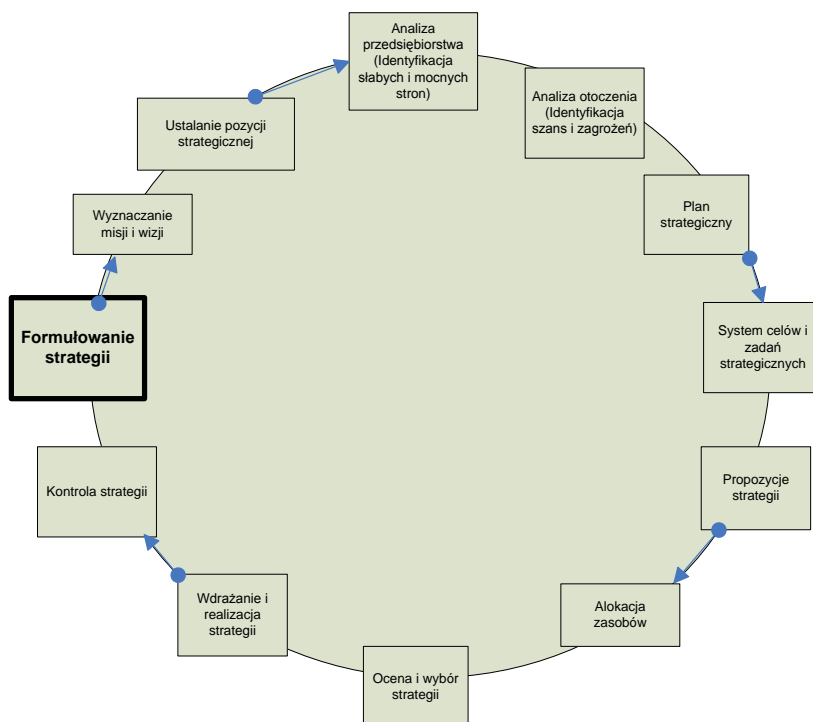 Analiza
przedsiębiorstwa
(Identyfikacja
słabych i mocnych
stron)
Analiza otoczenia
(Identyfikacja
szans i zagrożeń)
Plan
strategiczny
System celów i
zadań
strategicznych
Propozycje
strategii
Alokacja
zasobów
Ocena i wybór
strategii
Wdrażanie i
realizacja
strategii
Kontrola strategii
Formułowanie
strategii
Wyznaczanie
misji i wizji
Ustalanie pozycji
strategicznej